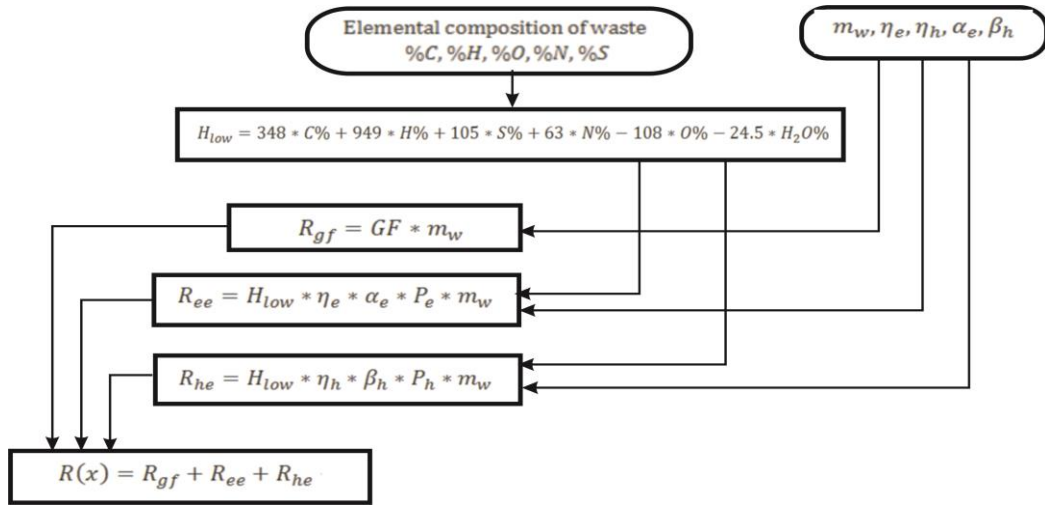 Elemental composition of waste
%C, %H, %O, %N, %S
m_w, η_e, η_h, α_e, β_h
H_low = 348 * C% + 949 * H% + 105 * S% + 63 * N% − 108 * O% − 24.5 * H_2O%
R_gf = GF * m_w
R_ee = H_low * η_e * α_e * P_e * m_w
R_he = H_low * η_h * β_h * P_h * m_w
R(x) = R_gf + R_ee + R_he